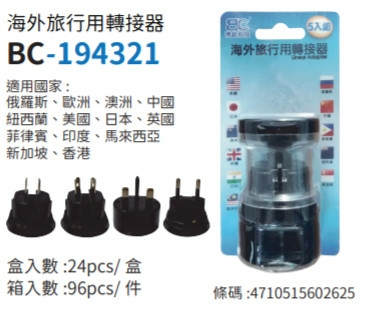 海外旅行用轉接器
BC-194321
適用國家 :
俄羅斯、歐洲、澳洲、中國
紐西蘭、美國、日本、英國
菲律賓、印度、馬來西亞
新加坡、香港
盒入數 :24pcs/ 盒
箱入數 :96pcs/ 件
BC
5入組
海外旅行用轉接器
條碼 :4710515602625